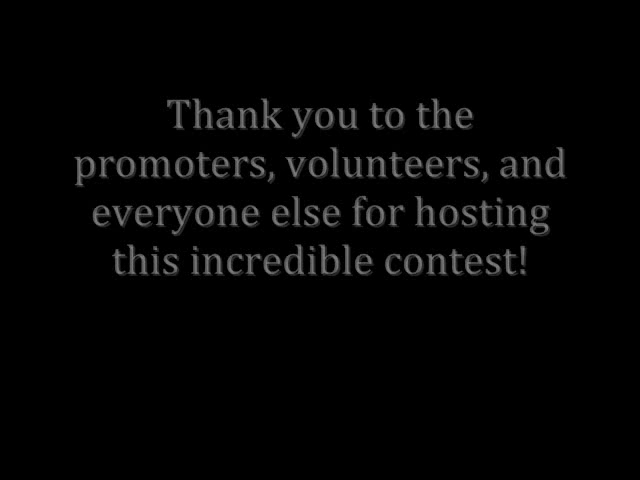 Thank you to the
promoters, volunteers, and
everyone else for hosting
this incredible contest!